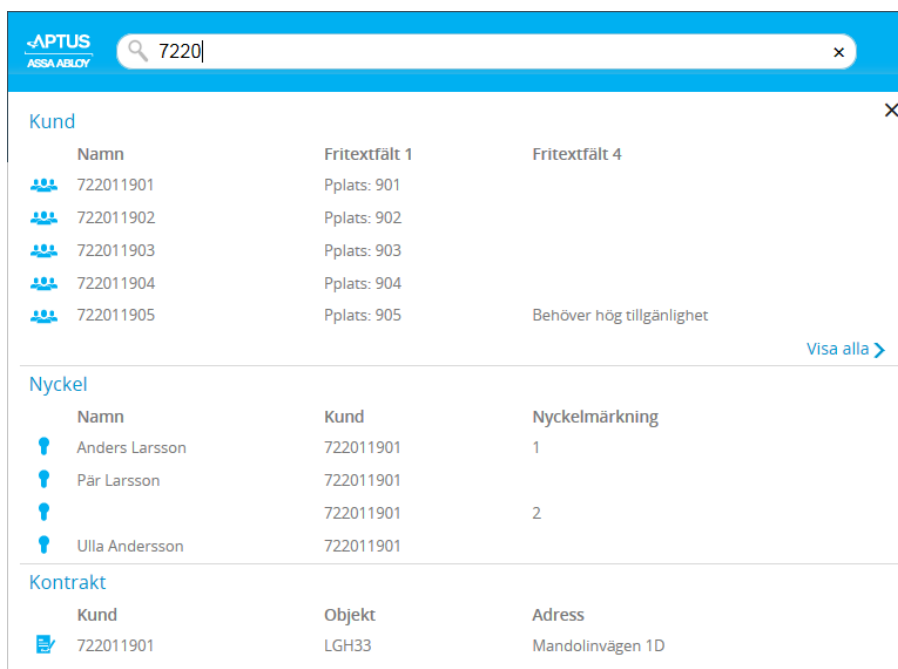 APTUS
ASSA ABLOY
7220
Kund
Namn Fritextfält 1 Fritextfält 4
722011901 Pplats: 901
722011902 Pplats: 902
722011903 Pplats: 903
722011904 Pplats: 904
722011905 Pplats: 905 Behöver hög tillgänlighet
Visa alla
Nyckel
Namn Kund Nyckelmärkning
Anders Larsson 722011901 1
Pär Larsson 722011901
722011901 2
Ulla Andersson 722011901
Kontrakt
Kund Objekt Adress
722011901 LGH33 Mandolinvägen 1D